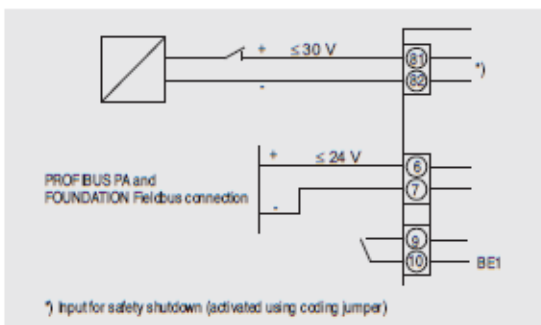 + ≤ 30 V
81
*)
-
82
+ ≤ 24 V
6
PROFIBUS PA and
FOUNDATION Fieldbus connection
7
-
9
10 BE1
*) Input for safety shutdown (activated using coding jumper)